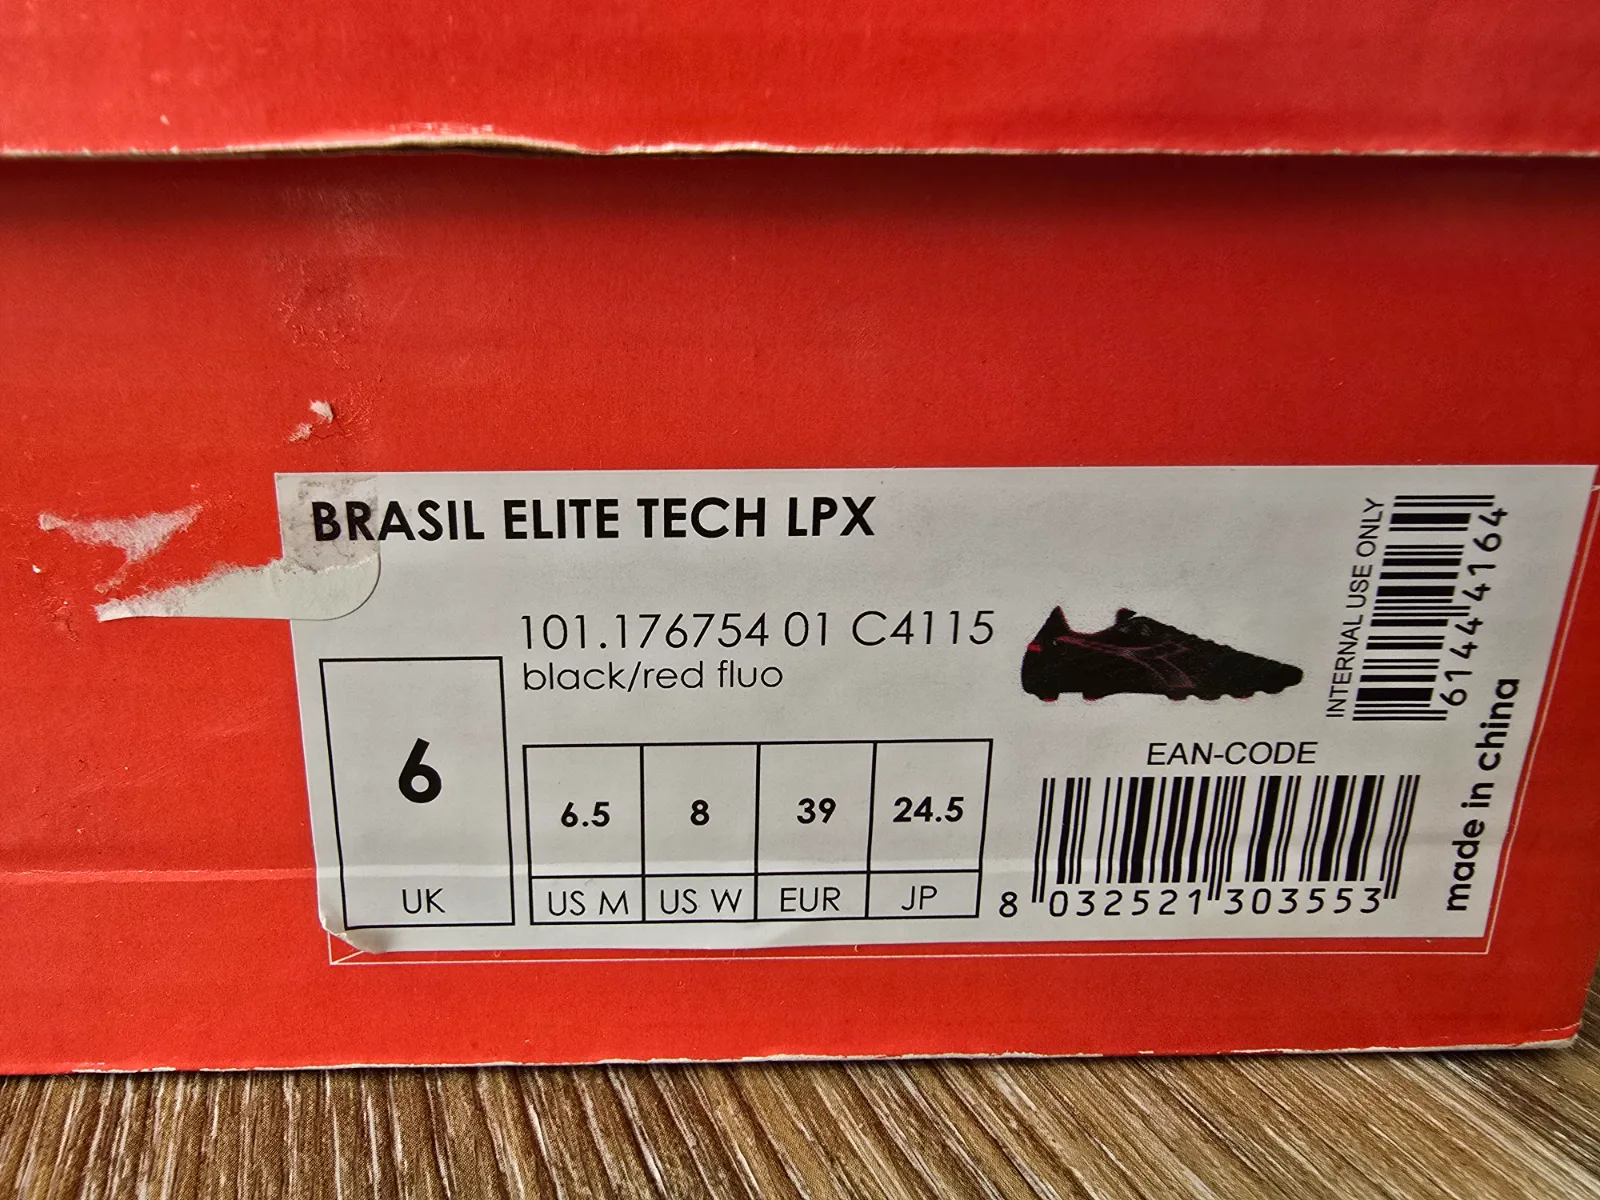 BRASIL ELITE TECH LPX
101.176754 01 C4115
black/red fluo
6
UK
6.5 8 39 24.5
US M US W EUR JP
EAN-CODE
8 032521 303553
INTERNAL USE ONLY
6144 4164
made in china